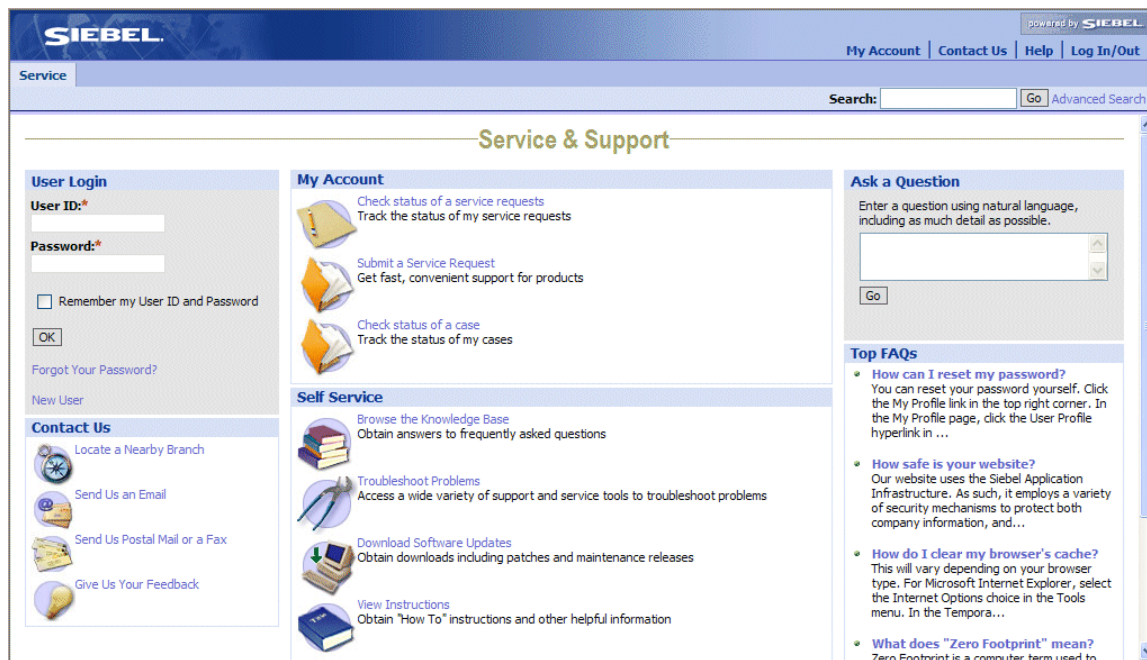 SIEBEL.
powered by SIEBEL
My Account | Contact Us | Help | Log In/Out
Service
Search: Go Advanced Search
Service & Support
User Login
User ID:*
Password:*
Remember my User ID and Password
OK
Forgot Your Password?
New User
Contact Us
Locate a Nearby Branch
Send Us an Email
Send Us Postal Mail or a Fax
Give Us Your Feedback
My Account
Check status of a service requests
Track the status of my service requests
Submit a Service Request
Get fast, convenient support for products
Check status of a case
Track the status of my cases
Self Service
Browse the Knowledge Base
Obtain answers to frequently asked questions
Troubleshoot Problems
Access a wide variety of support and service tools to troubleshoot problems
Download Software Updates
Obtain downloads including patches and maintenance releases
View Instructions
Obtain "How To" instructions and other helpful information
Ask a Question
Enter a question using natural language,
including as much detail as possible.
Go
Top FAQs
How can I reset my password?
You can reset your password yourself. Click
the My Profile link in the top right corner. In
the My Profile page, click the User Profile
hyperlink in ...
How safe is your website?
Our website uses the Siebel Application
Infrastructure. As such, it employs a variety
of security mechanisms to protect both
company information, and...
How do I clear my browser's cache?
This will vary depending on your browser
type. For Microsoft Internet Explorer, select
the Internet Options choice in the Tools
menu. In the Tempora...
What does "Zero Footprint" mean?
Zero Footprint is a computer term used to